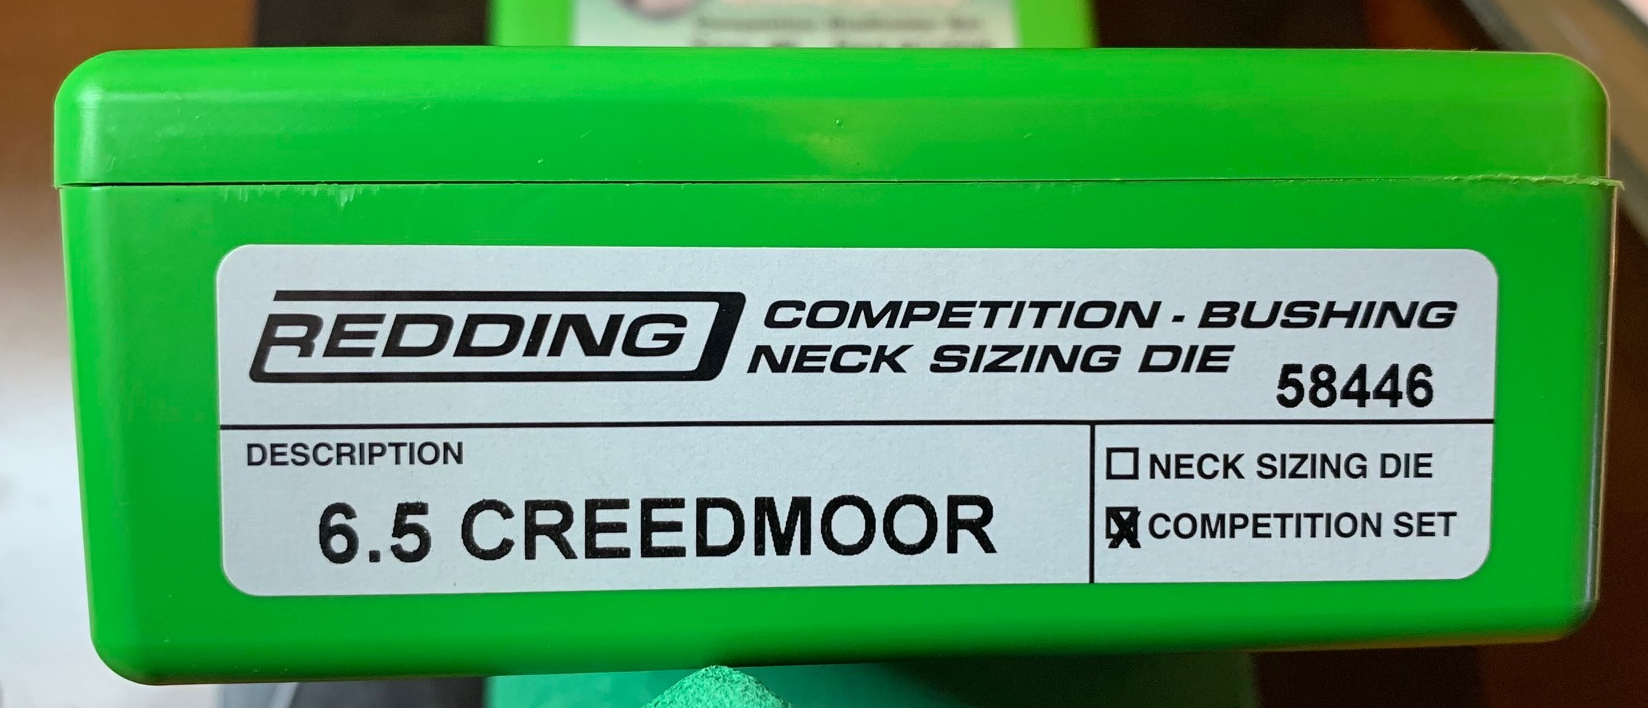 REDDING
COMPETITION - BUSHING
NECK SIZING DIE
58446
DESCRIPTION
6.5 CREEDMOOR
NECK SIZING DIE
X COMPETITION SET